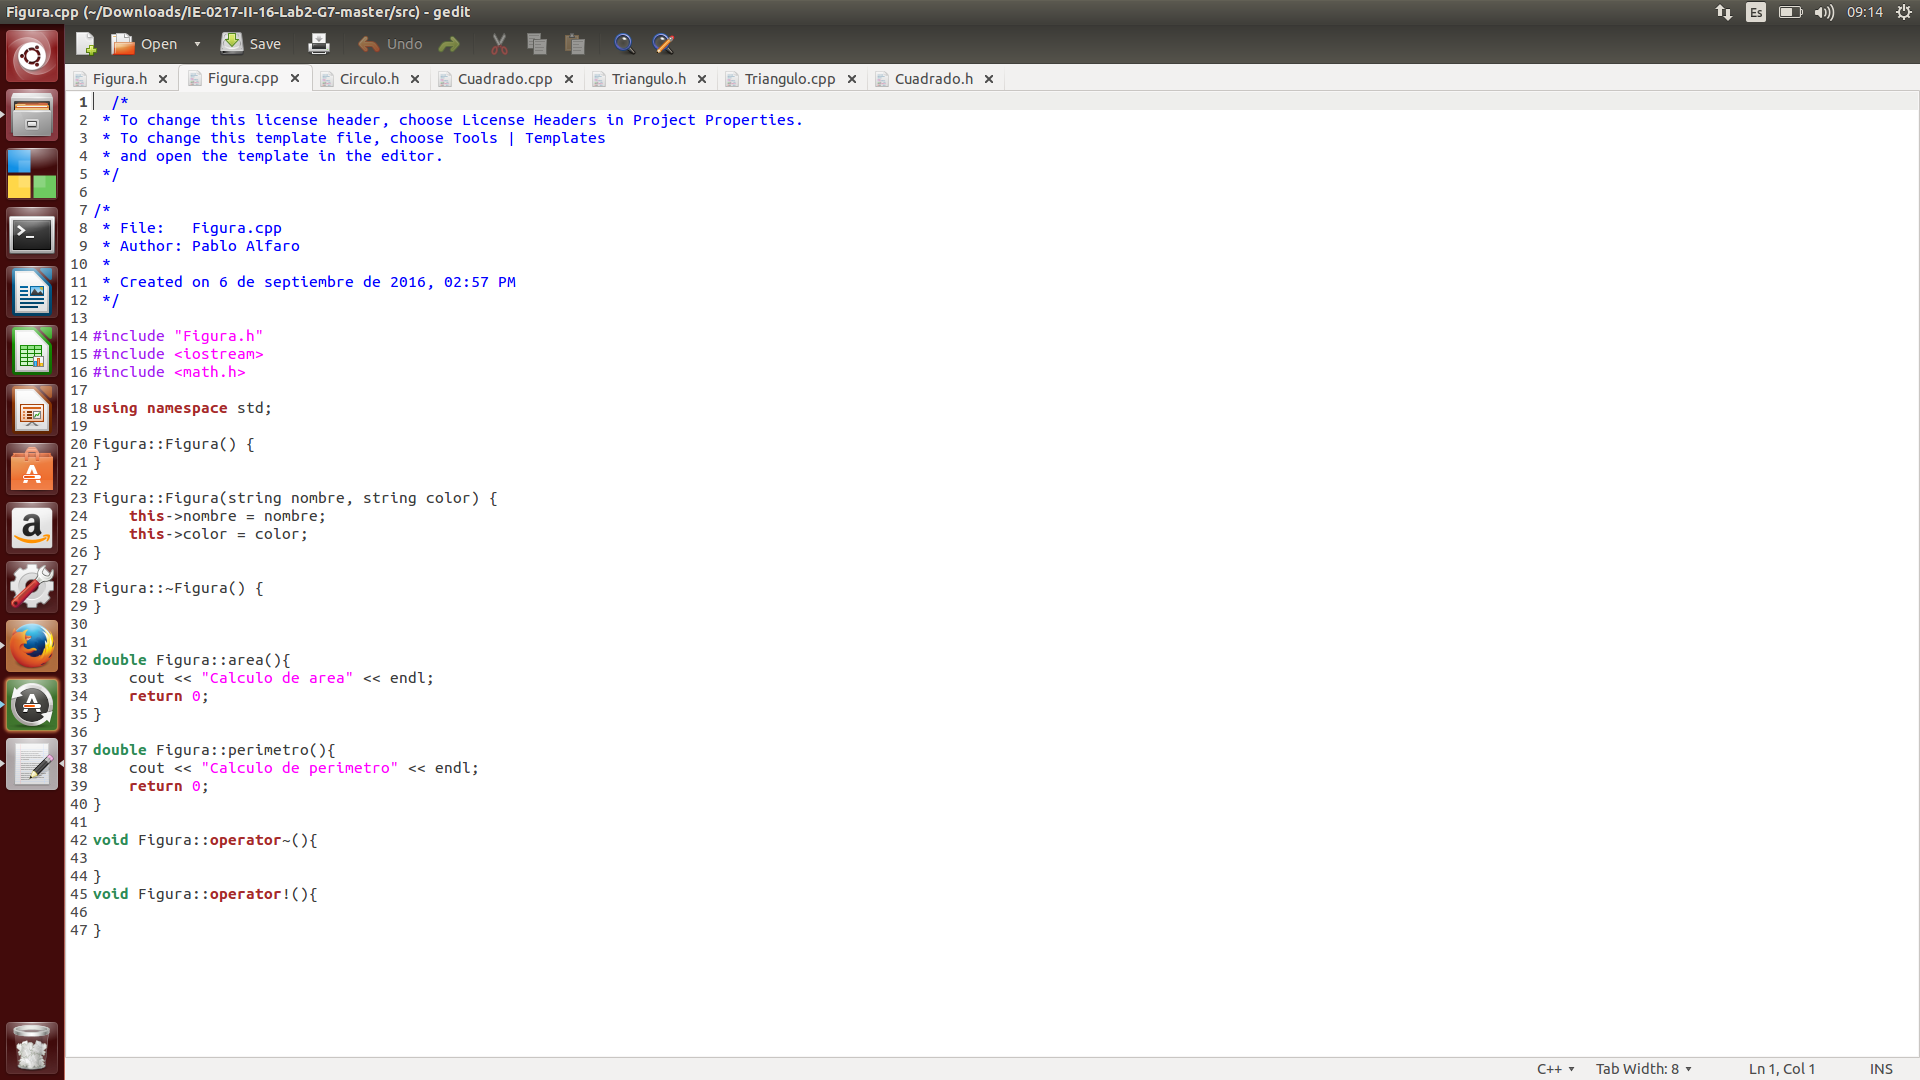 Figura.cpp (~/Downloads/IE-0217-II-16-Lab2-G7-master/src) - gedit
Es
09:14
Open
Save
Undo
Figura.h
Figura.cpp
Circulo.h
Cuadrado.cpp
Triangulo.h
Triangulo.cpp
Cuadrado.h
1   /*
2  * To change this license header, choose License Headers in Project Properties.
3  * To change this template file, choose Tools | Templates
4  * and open the template in the editor.
5  */
6
7 /*
8  * File:   Figura.cpp
9  * Author: Pablo Alfaro
10  *
11  * Created on 6 de septiembre de 2016, 02:57 PM
12  */
13
14 #include "Figura.h"
15 #include <iostream>
16 #include <math.h>
17
18 using namespace std;
19
20 Figura::Figura() {
21 }
22
23 Figura::Figura(string nombre, string color) {
24     this->nombre = nombre;
25     this->color = color;
26 }
27
28 Figura::~Figura() {
29 }
30
31
32 double Figura::area(){
33     cout << "Calculo de area" << endl;
34     return 0;
35 }
36
37 double Figura::perimetro(){
38     cout << "Calculo de perimetro" << endl;
39     return 0;
40 }
41
42 void Figura::operator~(){
43
44 }
45 void Figura::operator!(){
46
47 }
C++
Tab Width: 8
Ln 1, Col 1
INS